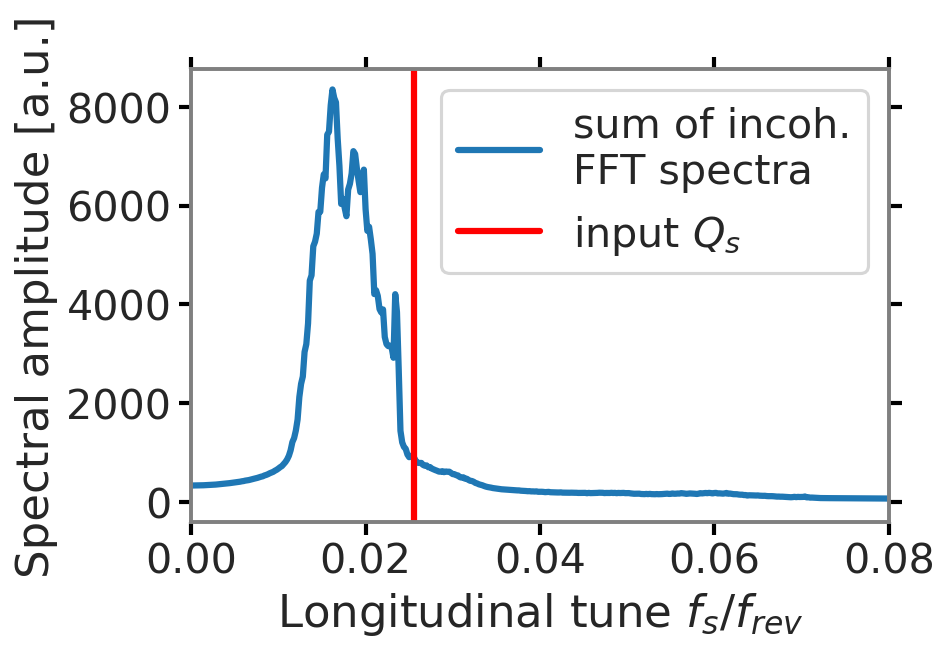 Spectral amplitude [a.u.]
8000
6000
4000
2000
0
sum of incoh.
FFT spectra
input Q_s
0.00 0.02 0.04 0.06 0.08
Longitudinal tune f_s/f_rev